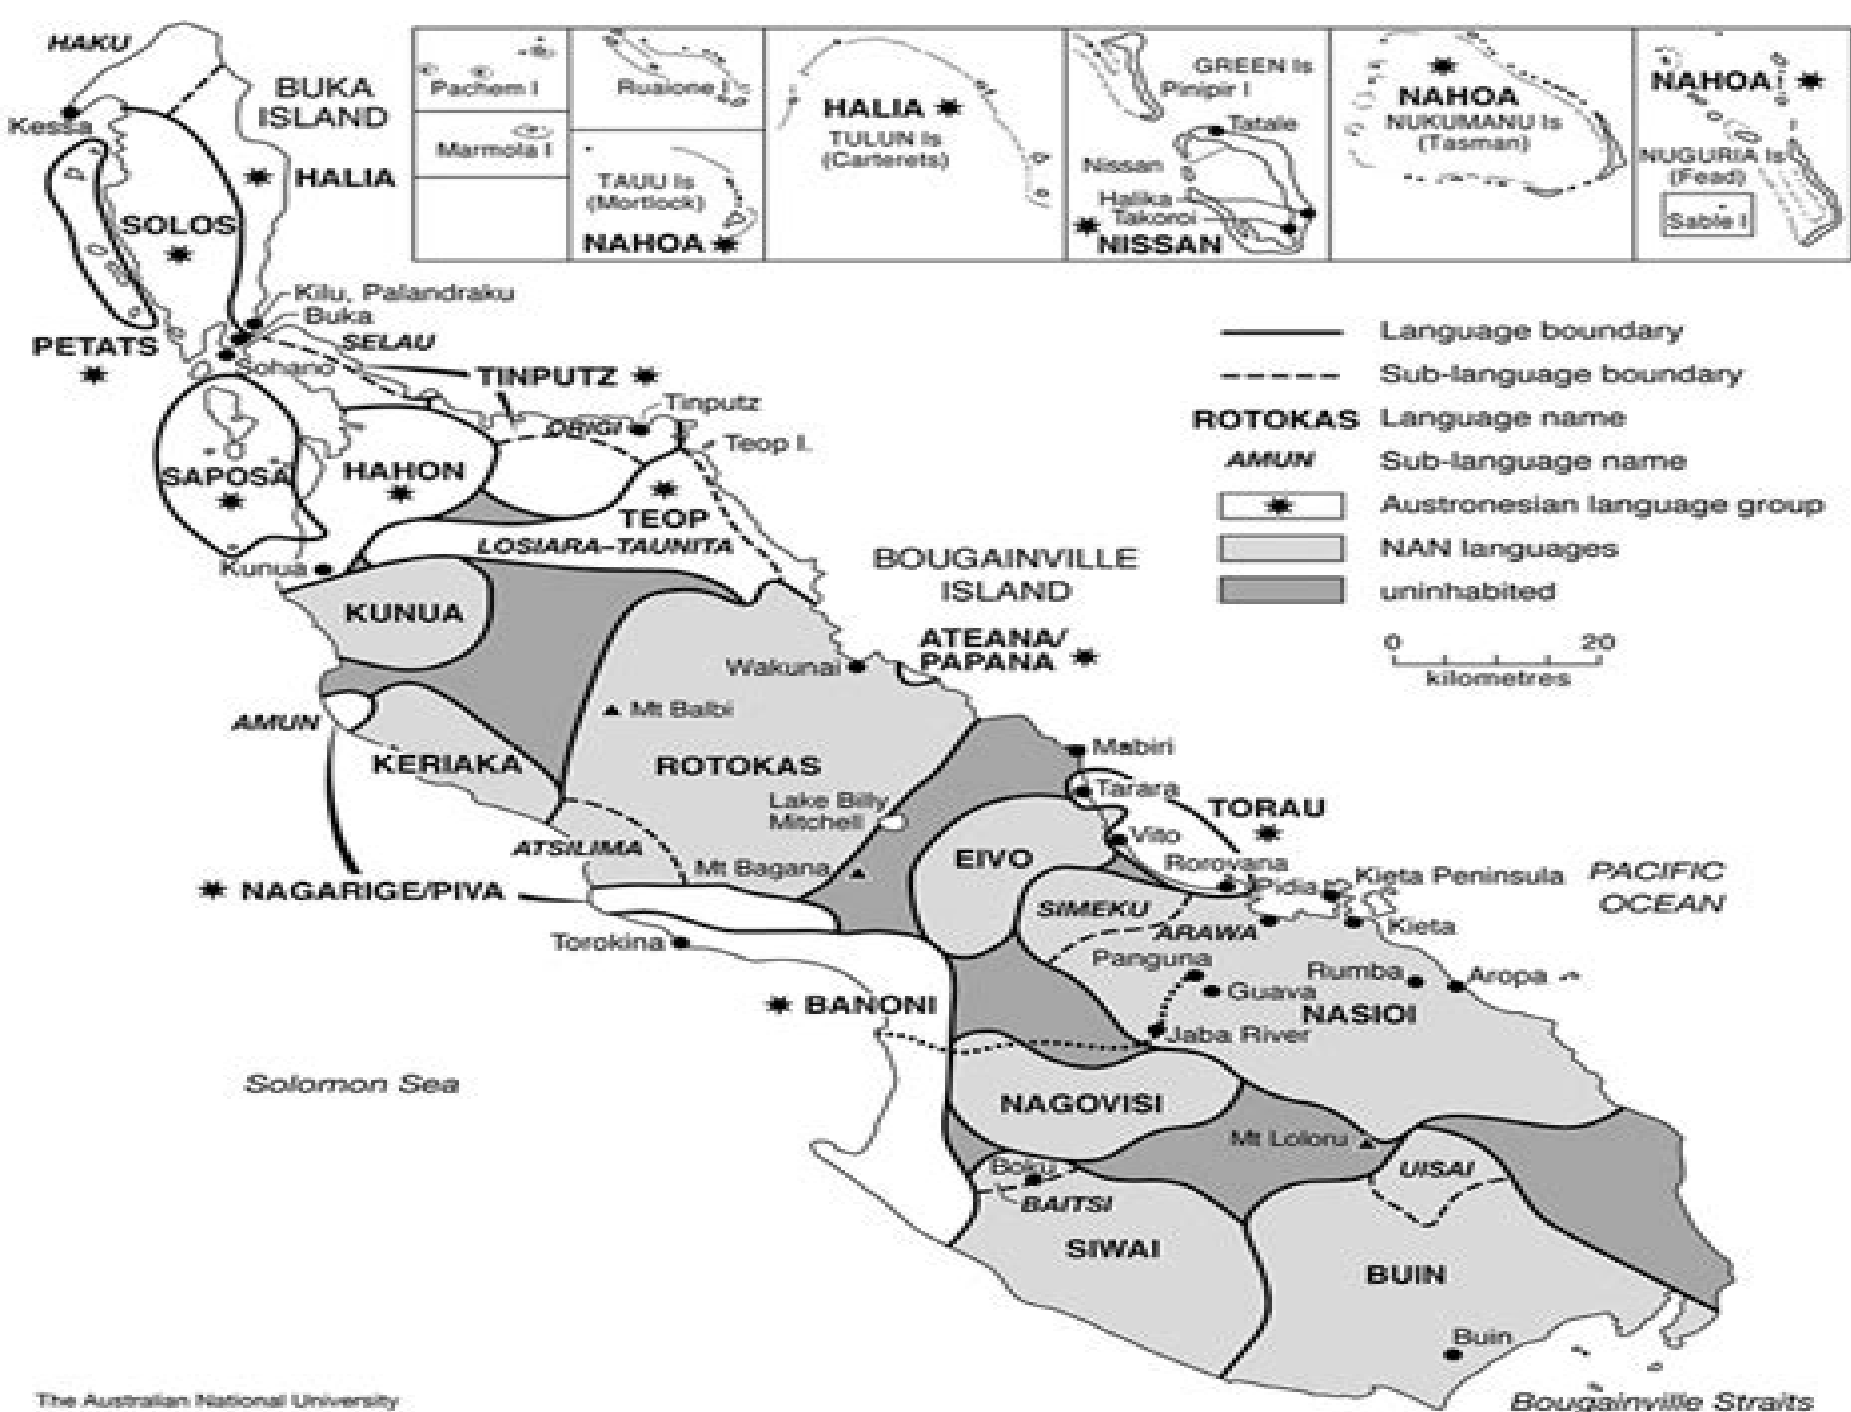 HAKU
BUKA
ISLAND
Kessa
HALIA
SOLOS
PETATS
Pachem I
Marmola I
Ruaione I
TAUU Is
(Mortlock)
NAHOA
HALIA
TULUN Is
(Carterets)
GREEN Is
Pinipir I
Tatale
Nissan
Halika
Takoroi
NISSAN
NAHOA
NUKUMANU Is
(Tasman)
NAHOA
NUGURIA Is
(Fead)
Sable I
Kilu, Palandraku
Buka
SELAU
Sohano
TINPUTZ
Tinputz
ORIGI
Teop I.
SAPOSA
HAHON
TEOP
LOSIARA–TAUNITA
Kunua
KUNUA
Language boundary
Sub-language boundary
ROTOKAS Language name
AMUN Sub-language name
Austronesian language group
NAN languages
uninhabited
0 20
kilometres
BOUGAINVILLE
ISLAND
ATEANA/
PAPANA
Wakunai
Mt Balbi
AMUN
KERIAKA
ROTOKAS
Lake Billy
Mitchell
ATSILIMA
Mt Bagana
NAGARIGE/PIVA
Torokina
Mabiri
Tarara
TORAU
Vito
EIVO
Rorovana
Pidia
Kieta Peninsula
PACIFIC
OCEAN
SIMEKU
ARAWA
Kieta
Panguna
Guava
Rumba
Aropa
NASIOI
Jaba River
BANONI
Solomon Sea
NAGOVISI
Mt Loloru
UISAI
Boku
BAITSI
SIWAI
BUIN
Buin
The Australian National University
Bougainville Straits